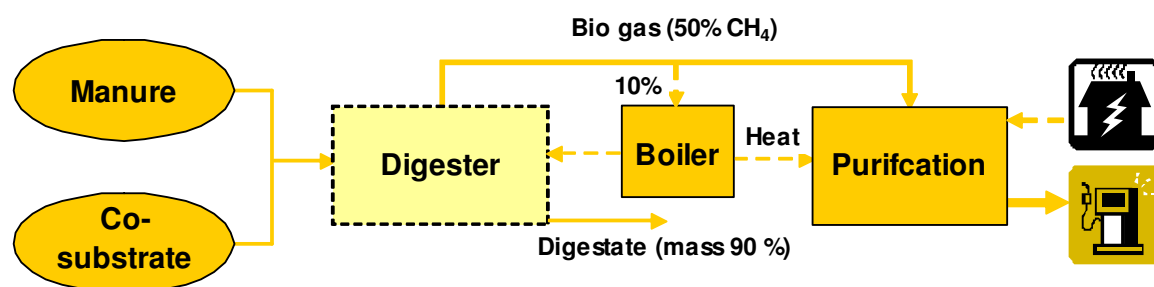 Bio gas (50% CH₄)
Manure
10%
Digester
Boiler
Heat
Purifcation
Co-
substrate
Digestate (mass 90 %)